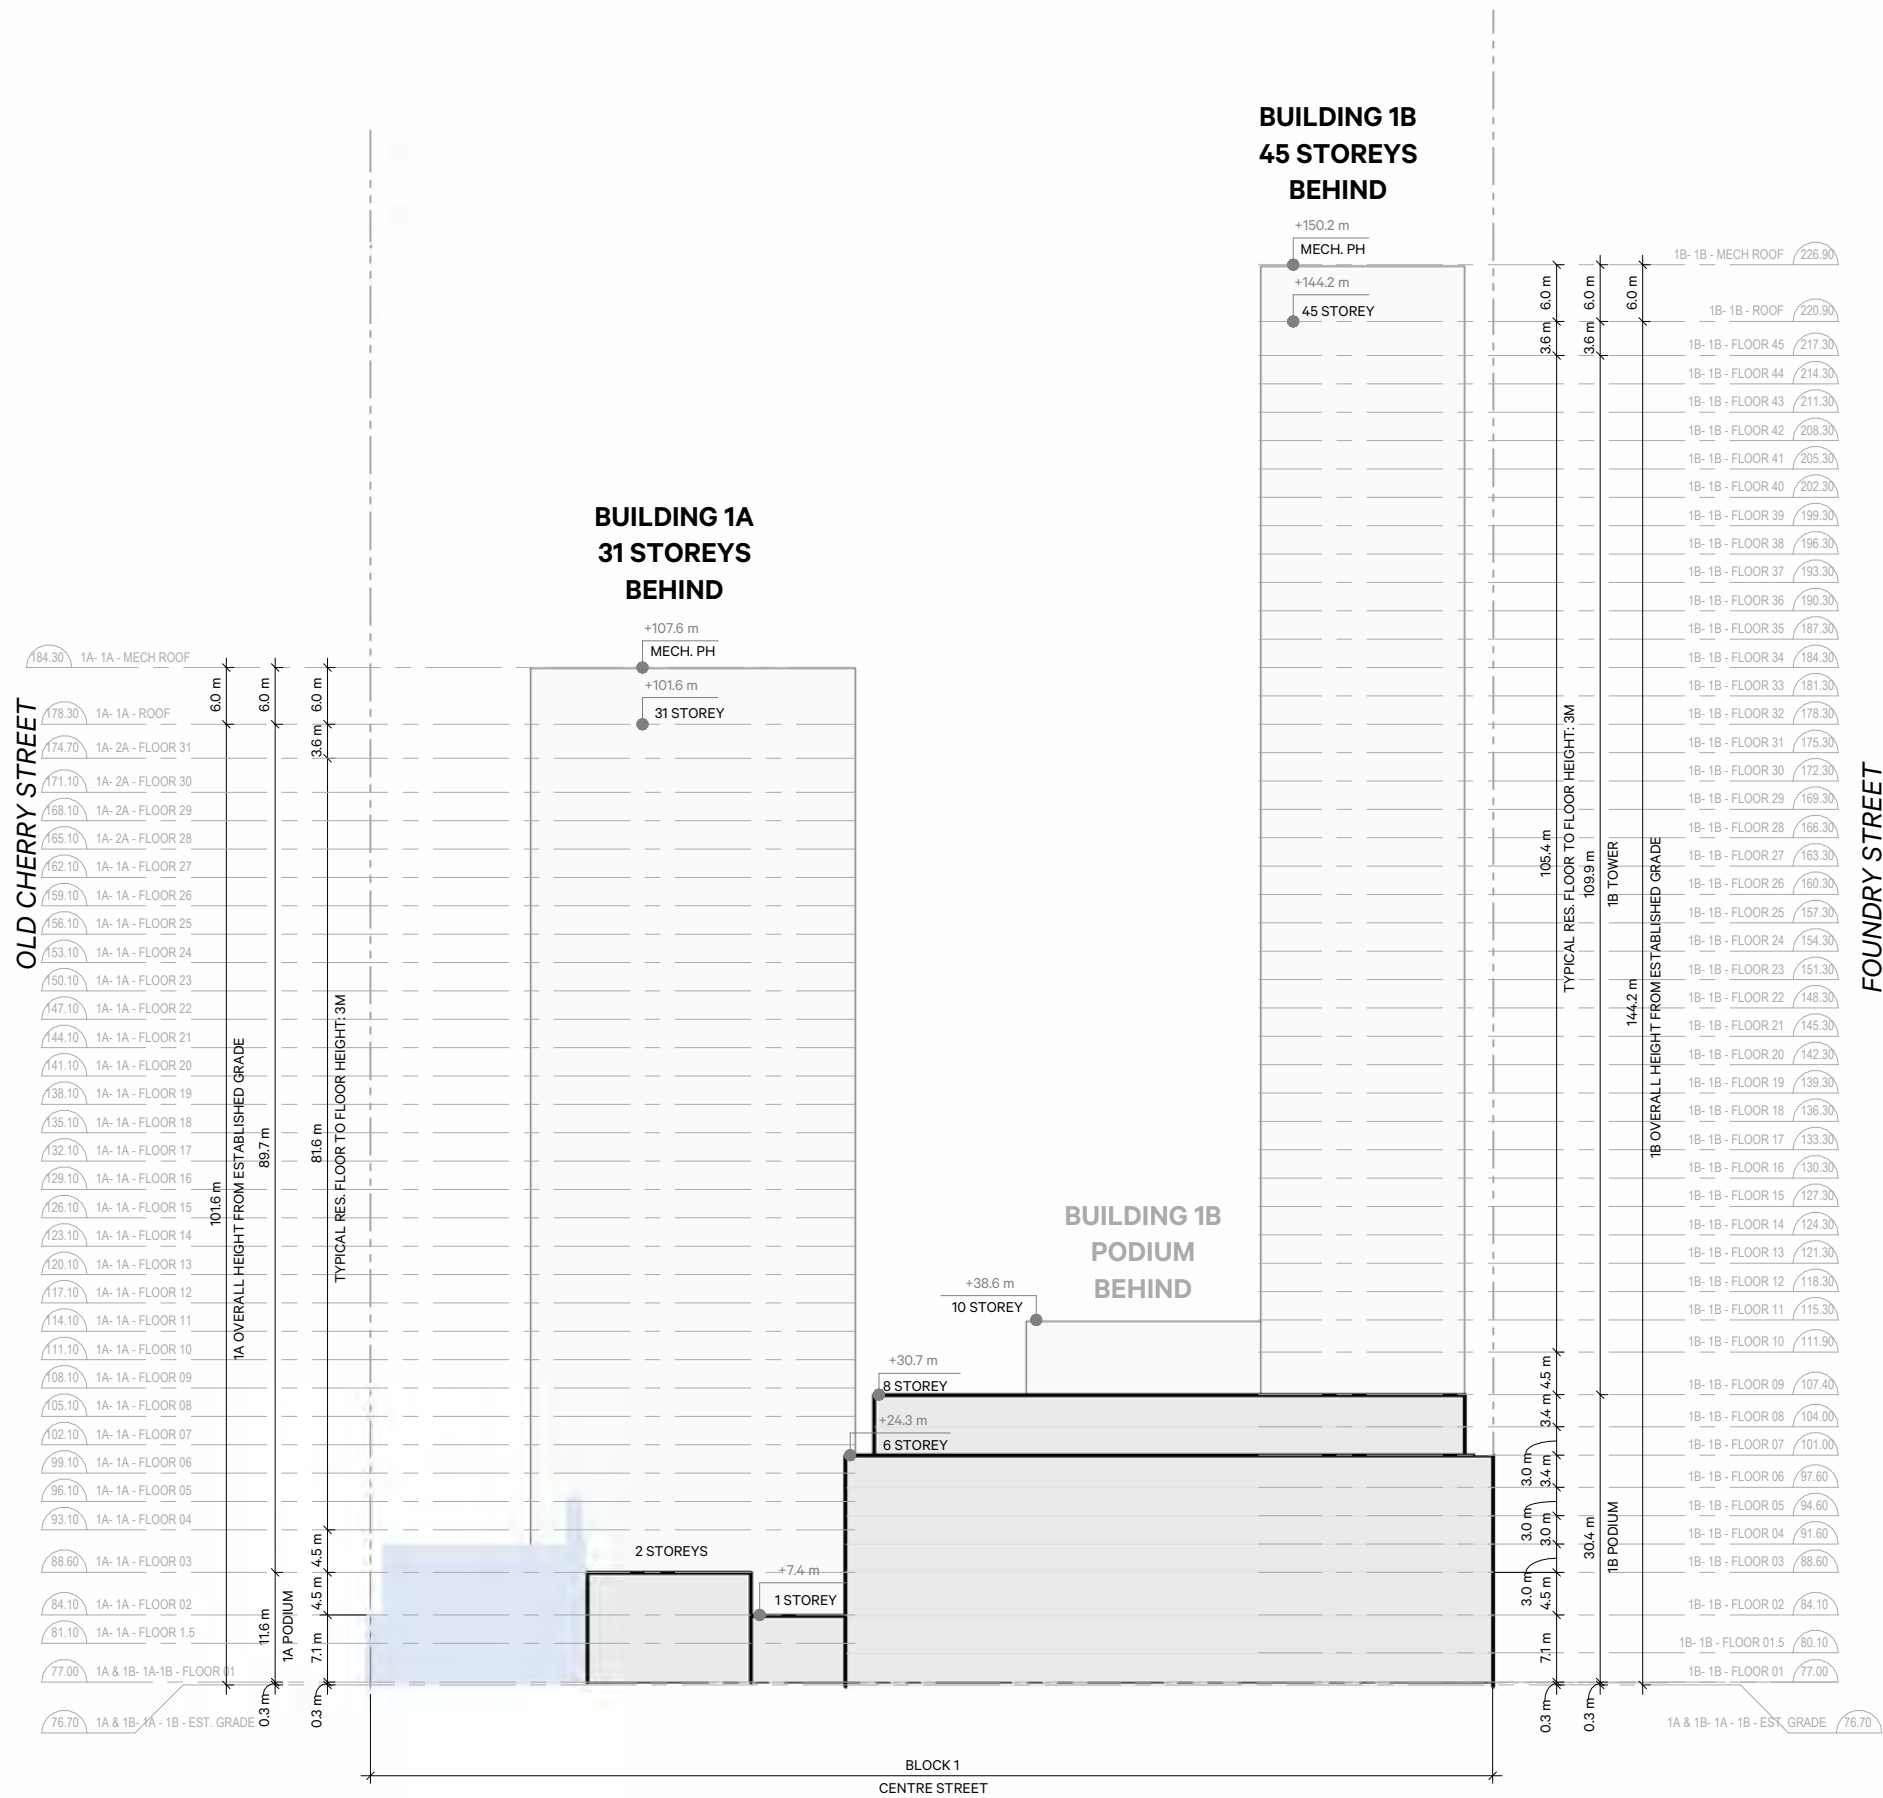 BUILDING 1B
45 STOREYS
BEHIND
+150.2 m
MECH. PH
+144.2 m
45 STOREY
BUILDING 1A
31 STOREYS
BEHIND
+107.6 m
MECH. PH
+101.6 m
31 STOREY
BUILDING 1B
PODIUM
BEHIND
+38.6 m
10 STOREY
+30.7 m
8 STOREY
+24.3 m
6 STOREY
2 STOREYS
+7.4 m
1 STOREY
OLD CHERRY STREET
184.30 1A- 1A - MECH ROOF
178.30 1A- 1A - ROOF
174.70 1A- 2A - FLOOR 31
171.10 1A- 2A - FLOOR 30
168.10 1A- 2A - FLOOR 29
165.10 1A- 2A - FLOOR 28
162.10 1A- 1A - FLOOR 27
159.10 1A- 1A - FLOOR 26
156.10 1A- 1A - FLOOR 25
153.10 1A- 1A - FLOOR 24
150.10 1A- 1A - FLOOR 23
147.10 1A- 1A - FLOOR 22
144.10 1A- 1A - FLOOR 21
141.10 1A- 1A - FLOOR 20
138.10 1A- 1A - FLOOR 19
135.10 1A- 1A - FLOOR 18
132.10 1A- 1A - FLOOR 17
129.10 1A- 1A - FLOOR 16
126.10 1A- 1A - FLOOR 15
123.10 1A- 1A - FLOOR 14
120.10 1A- 1A - FLOOR 13
117.10 1A- 1A - FLOOR 12
114.10 1A- 1A - FLOOR 11
111.10 1A- 1A - FLOOR 10
108.10 1A- 1A - FLOOR 09
105.10 1A- 1A - FLOOR 08
102.10 1A- 1A - FLOOR 07
99.10 1A- 1A - FLOOR 06
96.10 1A- 1A - FLOOR 05
93.10 1A- 1A - FLOOR 04
88.60 1A- 1A - FLOOR 03
84.10 1A- 1A - FLOOR 02
81.10 1A- 1A - FLOOR 1.5
77.00 1A & 1B- 1A-1B - FLOOR 01
76.70 1A & 1B- 1A - 1B - EST. GRADE
6.0 m
101.6 m
1A OVERALL HEIGHT FROM ESTABLISHED GRADE
6.0 m
89.7 m
11.6 m
1A PODIUM
0.3 m
6.0 m
3.6 m
81.6 m
TYPICAL RES. FLOOR TO FLOOR HEIGHT: 3M
4.5 m
4.5 m
7.1 m
0.3 m
6.0 m
3.6 m
105.4 m
TYPICAL RES. FLOOR TO FLOOR HEIGHT: 3M
4.5 m
3.4 m
3.0 m
3.4 m
3.0 m
3.0 m
3.0 m
4.5 m
7.1 m
0.3 m
6.0 m
3.6 m
109.9 m
1B TOWER
30.4 m
1B PODIUM
0.3 m
6.0 m
144.2 m
1B OVERALL HEIGHT FROM ESTABLISHED GRADE
1B- 1B - MECH ROOF 226.90
1B- 1B - ROOF 220.90
1B- 1B - FLOOR 45 217.30
1B- 1B - FLOOR 44 214.30
1B- 1B - FLOOR 43 211.30
1B- 1B - FLOOR 42 208.30
1B- 1B - FLOOR 41 205.30
1B- 1B - FLOOR 40 202.30
1B- 1B - FLOOR 39 199.30
1B- 1B - FLOOR 38 196.30
1B- 1B - FLOOR 37 193.30
1B- 1B - FLOOR 36 190.30
1B- 1B - FLOOR 35 187.30
1B- 1B - FLOOR 34 184.30
1B- 1B - FLOOR 33 181.30
1B- 1B - FLOOR 32 178.30
1B- 1B - FLOOR 31 175.30
1B- 1B - FLOOR 30 172.30
1B- 1B - FLOOR 29 169.30
1B- 1B - FLOOR 28 166.30
1B- 1B - FLOOR 27 163.30
1B- 1B - FLOOR 26 160.30
1B- 1B - FLOOR 25 157.30
1B- 1B - FLOOR 24 154.30
1B- 1B - FLOOR 23 151.30
1B- 1B - FLOOR 22 148.30
1B- 1B - FLOOR 21 145.30
1B- 1B - FLOOR 20 142.30
1B- 1B - FLOOR 19 139.30
1B- 1B - FLOOR 18 136.30
1B- 1B - FLOOR 17 133.30
1B- 1B - FLOOR 16 130.30
1B- 1B - FLOOR 15 127.30
1B- 1B - FLOOR 14 124.30
1B- 1B - FLOOR 13 121.30
1B- 1B - FLOOR 12 118.30
1B- 1B - FLOOR 11 115.30
1B- 1B - FLOOR 10 111.90
1B- 1B - FLOOR 09 107.40
1B- 1B - FLOOR 08 104.00
1B- 1B - FLOOR 07 101.00
1B- 1B - FLOOR 06 97.60
1B- 1B - FLOOR 05 94.60
1B- 1B - FLOOR 04 91.60
1B- 1B - FLOOR 03 88.60
1B- 1B - FLOOR 02 84.10
1B- 1B - FLOOR 01.5 80.10
1B- 1B - FLOOR 01 77.00
1A & 1B- 1A - 1B - EST. GRADE 76.70
FOUNDRY STREET
BLOCK 1
CENTRE STREET